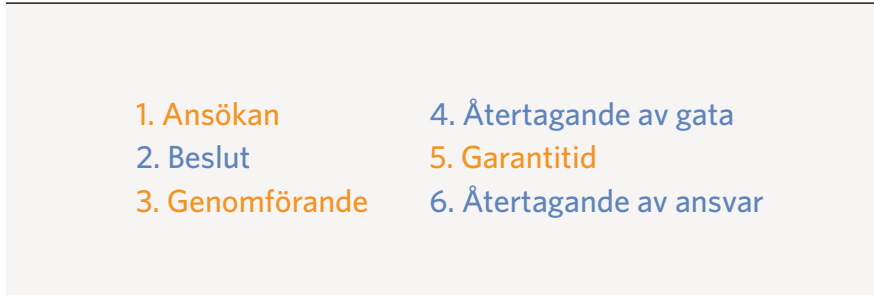 1. Ansökan
2. Beslut
3. Genomförande
4. Återtagande av gata
5. Garantitid
6. Återtagande av ansvar